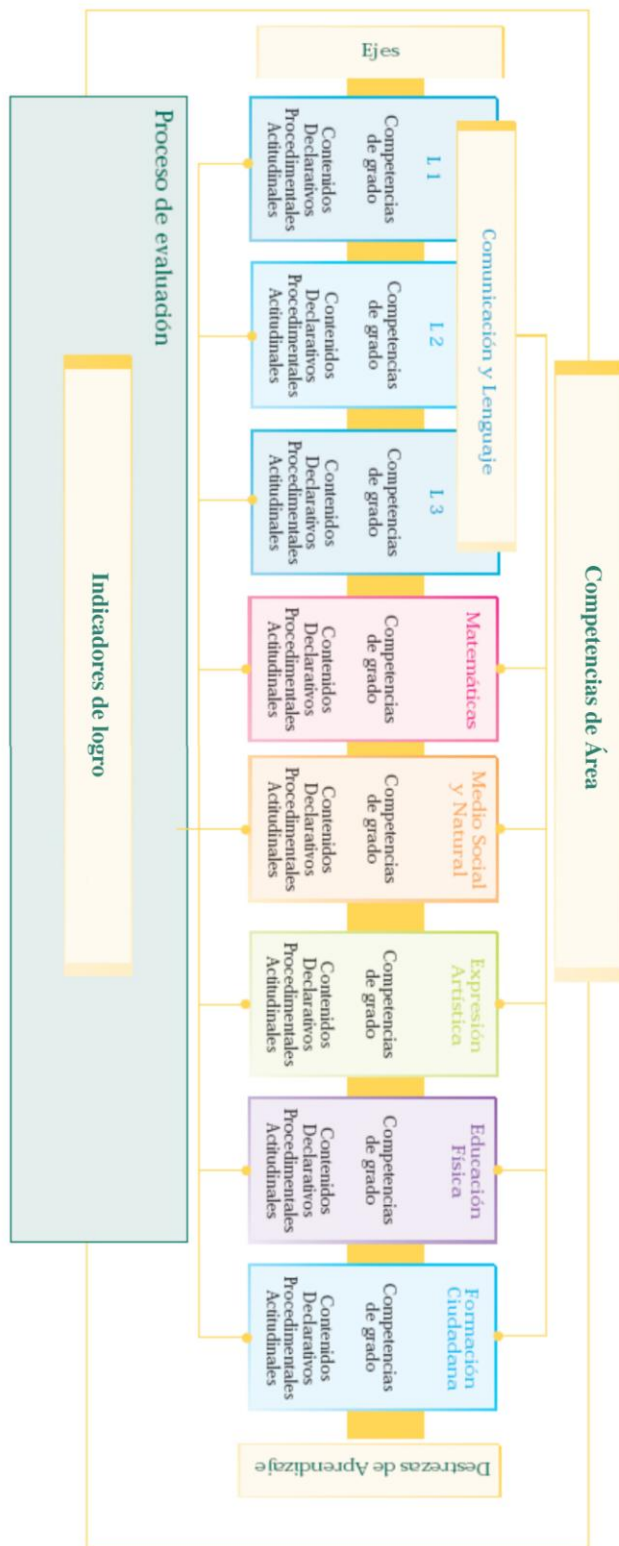 Competencias de Área
Comunicación y Lenguaje
Ejes
L 1
Competencias
de grado
Contenidos
Declarativos
Procedimentales
Actitudinales
L 2
Competencias
de grado
Contenidos
Declarativos
Procedimentales
Actitudinales
L 3
Competencias
de grado
Contenidos
Declarativos
Procedimentales
Actitudinales
Matemáticas
Competencias
de grado
Contenidos
Declarativos
Procedimentales
Actitudinales
Medio Social
y Natural
Competencias
de grado
Contenidos
Declarativos
Procedimentales
Actitudinales
Expresión
Artística
Competencias
de grado
Contenidos
Declarativos
Procedimentales
Actitudinales
Educación
Física
Competencias
de grado
Contenidos
Declarativos
Procedimentales
Actitudinales
Formación
Ciudadana
Competencias
de grado
Contenidos
Declarativos
Procedimentales
Actitudinales
Destrezas de Aprendizaje
Proceso de evaluación
Indicadores de logro